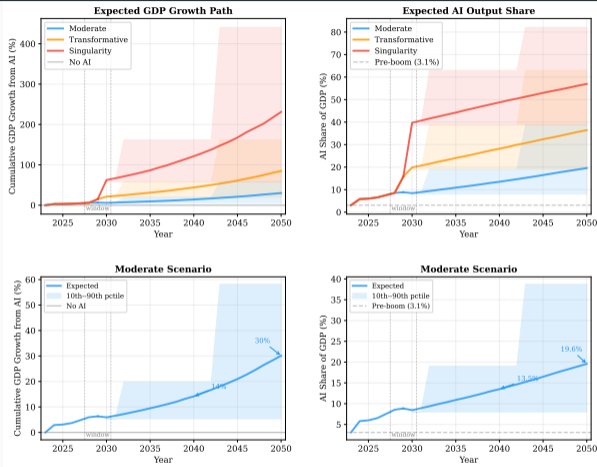 Expected GDP Growth Path
Cumulative GDP Growth from AI (%)
400
300
200
100
0
Moderate
Transformative
Singularity
No AI
window
2025 2030 2035 2040 2045 2050
Year
Expected AI Output Share
AI Share of GDP (%)
80
70
60
50
40
30
20
10
0
Moderate
Transformative
Singularity
Pre-boom (3.1%)
window
2025 2030 2035 2040 2045 2050
Year
Moderate Scenario
Cumulative GDP Growth from AI (%)
60
50
40
30
20
10
0
Expected
10th–90th pctile
No AI
30%
14%
window
2025 2030 2035 2040 2045 2050
Year
Moderate Scenario
AI Share of GDP (%)
40
35
30
25
20
15
10
5
Expected
10th–90th pctile
Pre-boom (3.1%)
19.6%
13.5%
window
2025 2030 2035 2040 2045 2050
Year